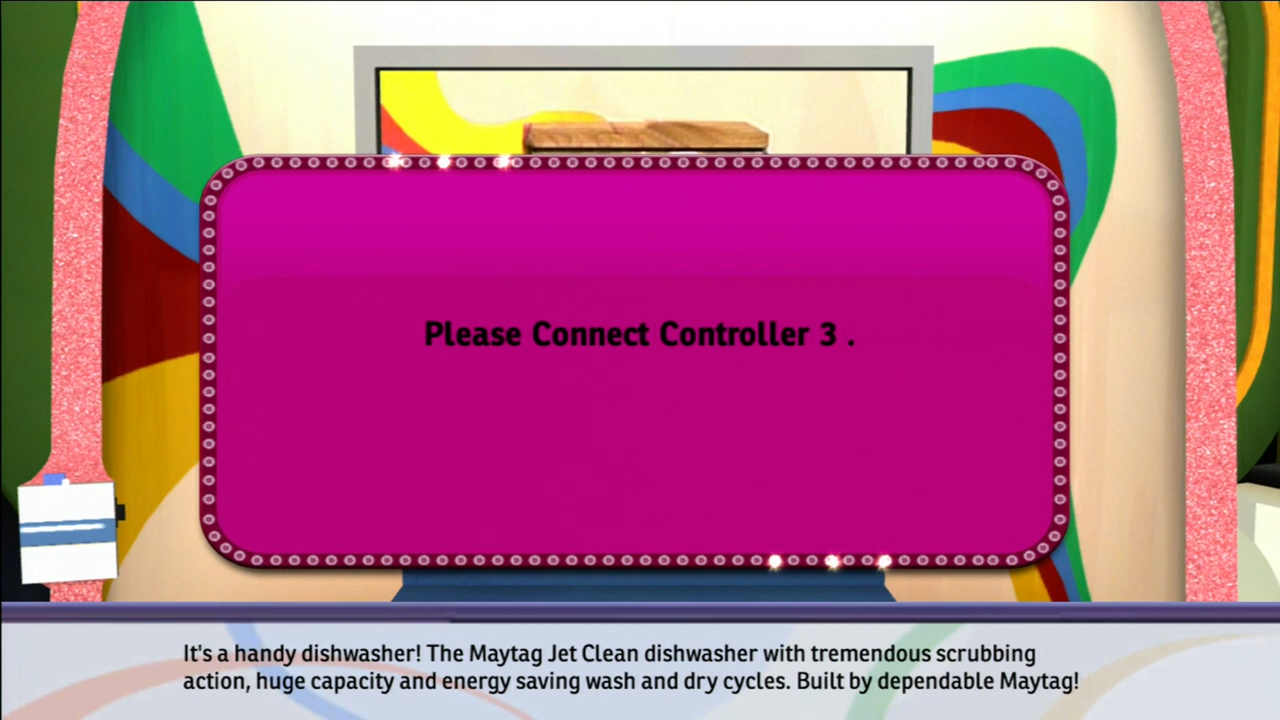 Please Connect Controller 3 .
It's a handy dishwasher! The Maytag Jet Clean dishwasher with tremendous scrubbing
action, huge capacity and energy saving wash and dry cycles. Built by dependable Maytag!